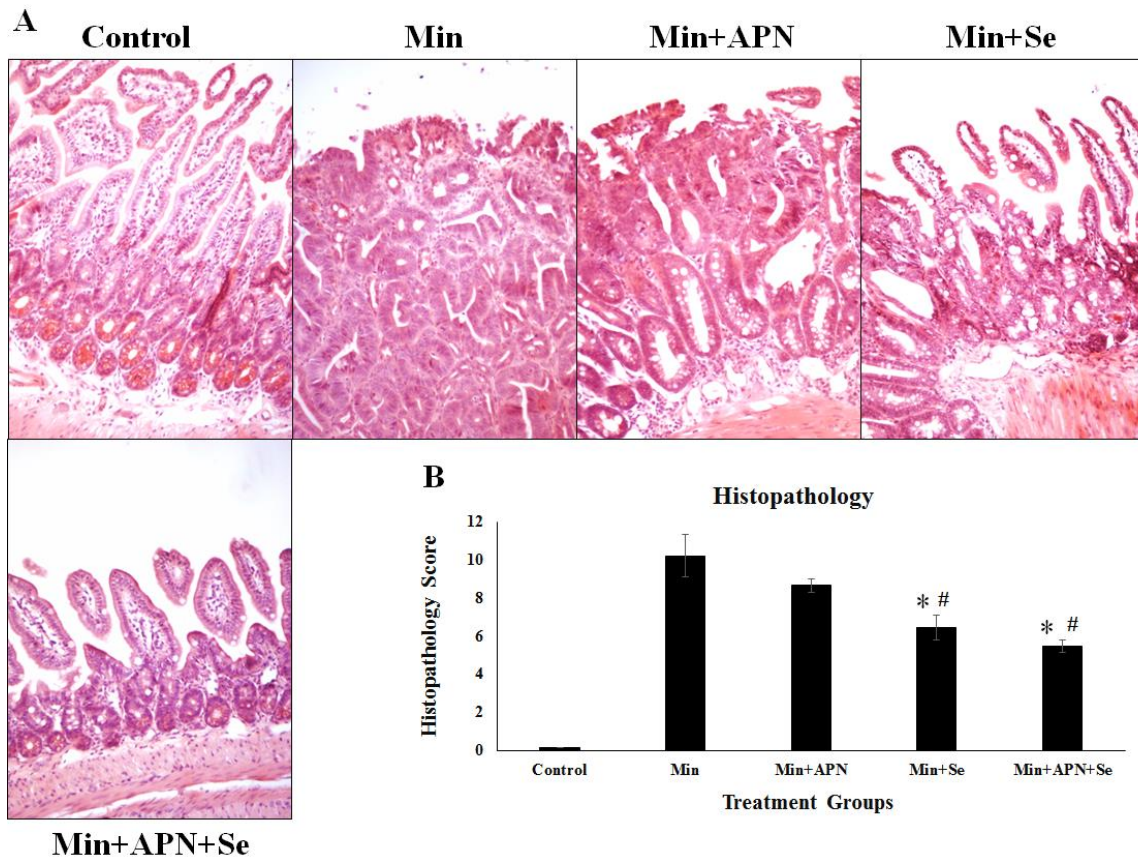 A
Control Min Min+APN Min+Se
Min+APN+Se
B
Histopathology
Histopathology Score
12
10
8
6
4
2
0
* #
* #
Control Min Min+APN Min+Se Min+APN+Se
Treatment Groups